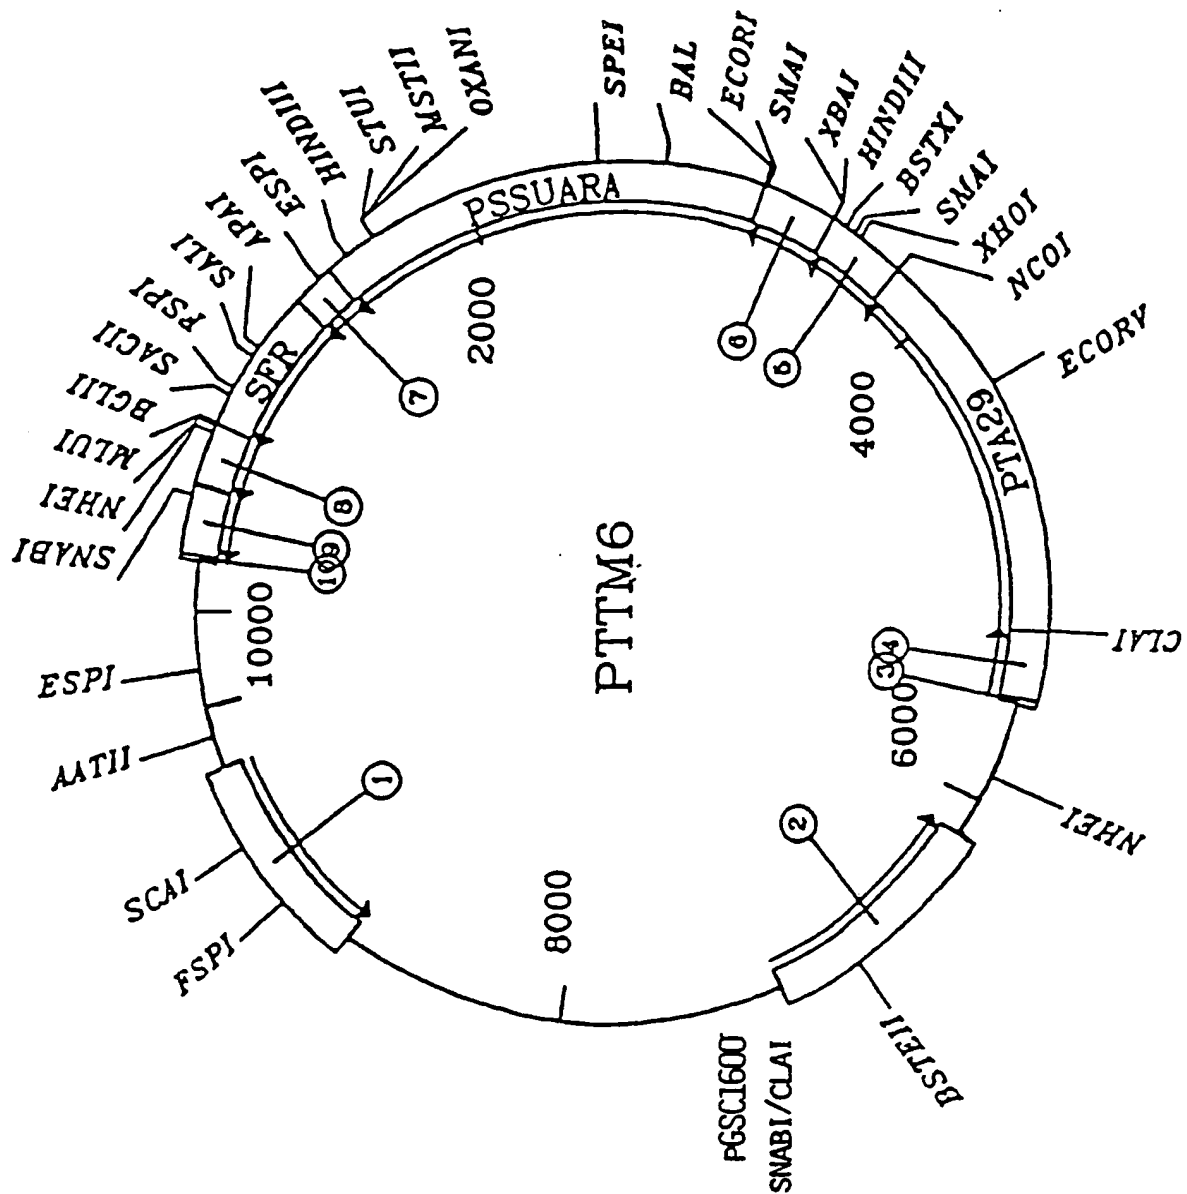 PTTM6
SNABI
NHEI
MLUI
BCLII
SACII
FSPI
SALI
APAI
ESPI
HINDIII
STUI
MSTII
OXANI
SPEI
BAL
ECORI
SMAI
XBAI
HINDIII
BSTXI
SMAI
XHOI
NCOI
ECORV
CLAI
NHEI
BSTEII
PGSC1600
SNABI/CLAI
FSPI
SCAI
AATII
ESPI
SFR
PSSUARA
PTA29
2000
4000
6000
8000
10000
1
2
3
4
5
6
7
8
9
10